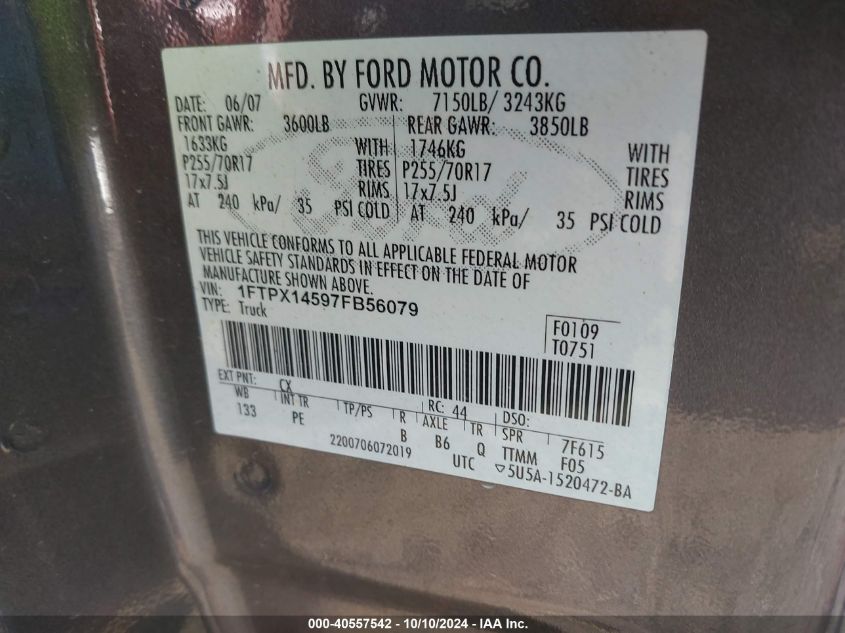 MFD. BY FORD MOTOR CO.
DATE: 06/07 GVWR: 7150LB/ 3243KG
FRONT GAWR: 3600LB REAR GAWR: 3850LB
1633KG WITH 1746KG WITH
P255/70R17 TIRES P255/70R17 TIRES
17x7.5J RIMS 17x7.5J RIMS
AT 240 kPa/ 35 PSI COLD AT 240 kPa/ 35 PSI COLD
Ford
THIS VEHICLE CONFORMS TO ALL APPLICABLE FEDERAL MOTOR
VEHICLE SAFETY STANDARDS IN EFFECT ON THE DATE OF
MANUFACTURE SHOWN ABOVE.
VIN: 1FTPX14597FB56079
TYPE: Truck
F0109
T0751
EXT PNT: CX RC: 44 DSO:
WB INT TR TP/PS R AXLE TR SPR 7F615
133 PE B B6 Q TTMM F05
2200706072019 UTC ▽5U5A-1520472-BA
000-40557542 - 10/10/2024 - IAA Inc.